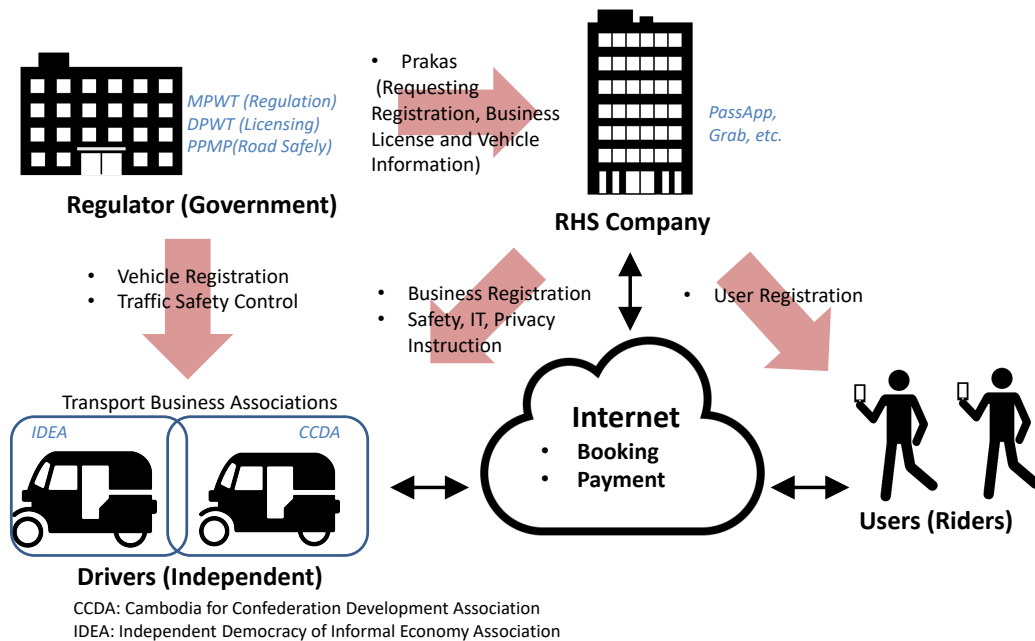 MPWT (Regulation)
DPWT (Licensing)
PPMP(Road Safely)
Regulator (Government)
• Prakas
(Requesting
Registration, Business
License and Vehicle
Information)
PassApp,
Grab, etc.
RHS Company
• Vehicle Registration
• Traffic Safety Control
• Business Registration
• Safety, IT, Privacy
Instruction
• User Registration
Transport Business Associations
IDEA
CCDA
Drivers (Independent)
Internet
• Booking
• Payment
Users (Riders)
CCDA: Cambodia for Confederation Development Association
IDEA: Independent Democracy of Informal Economy Association